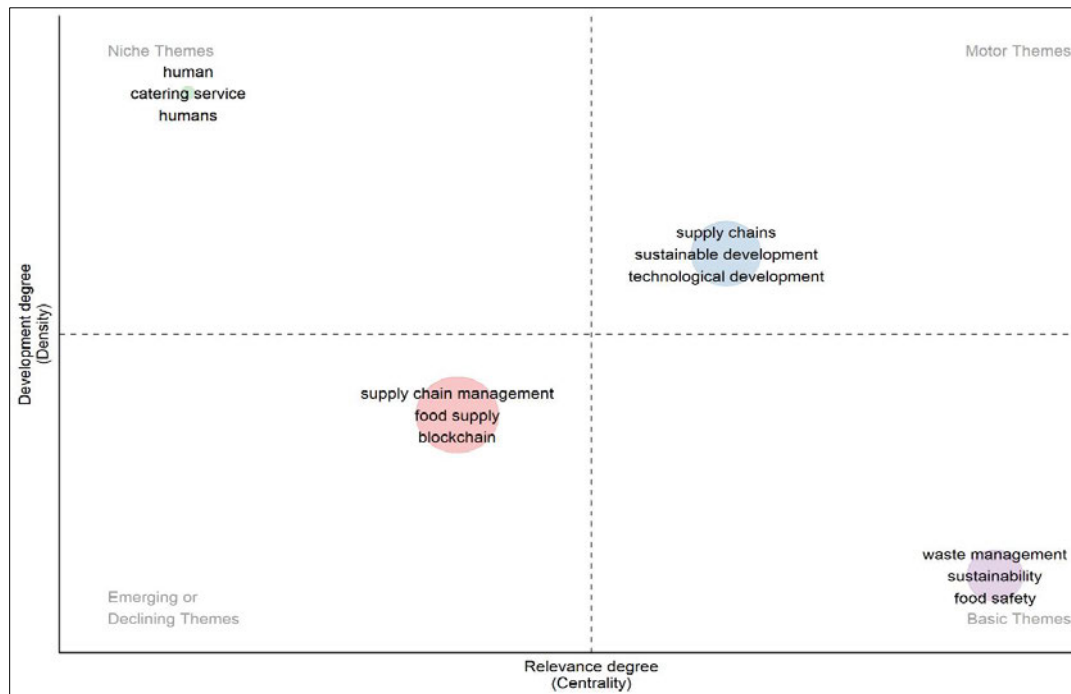 Niche Themes
human
catering service
humans
Motor Themes
supply chains
sustainable development
technological development
Development degree
(Density)
supply chain management
food supply
blockchain
Emerging or
Declining Themes
waste management
sustainability
food safety
Basic Themes
Relevance degree
(Centrality)